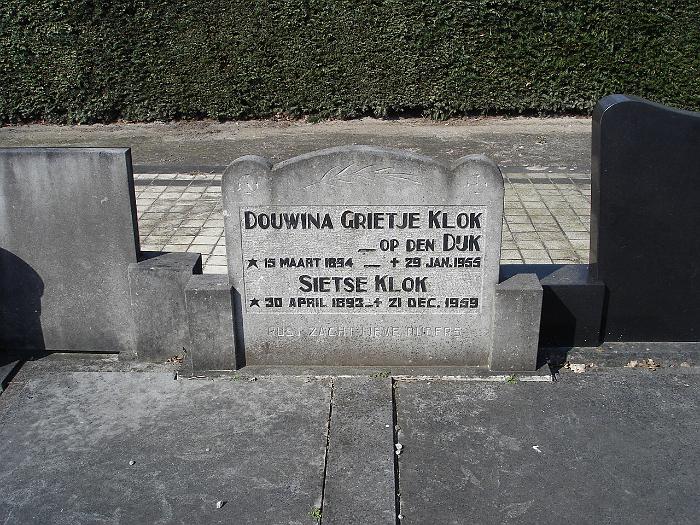 DOUWINA GRIETJE KLOK
_ OP DEN DIJK
★ 15 MAART 1894 _ + 29 JAN. 1955
SIETSE KLOK
★ 30 APRIL 1893 _ + 21 DEC. 1959
RUST ZACHT LIEVE OUDERS